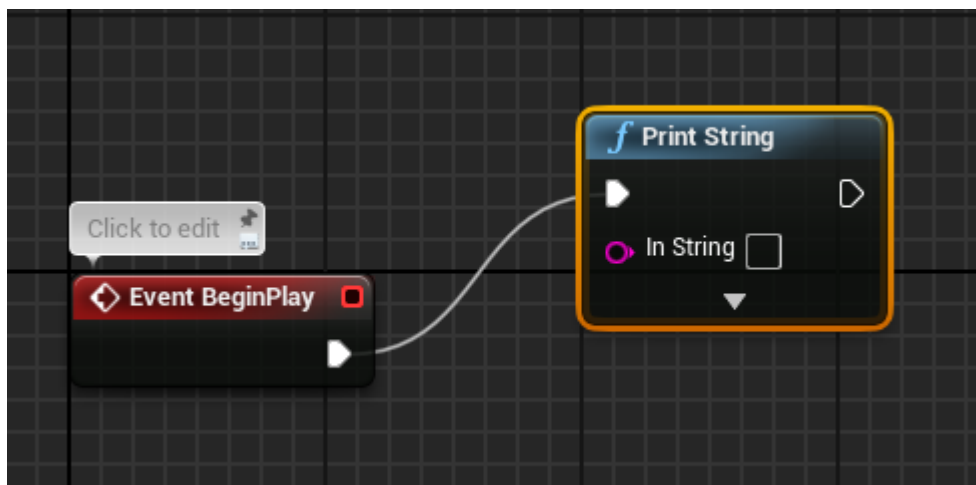 Print String
In String
Click to edit
Event BeginPlay